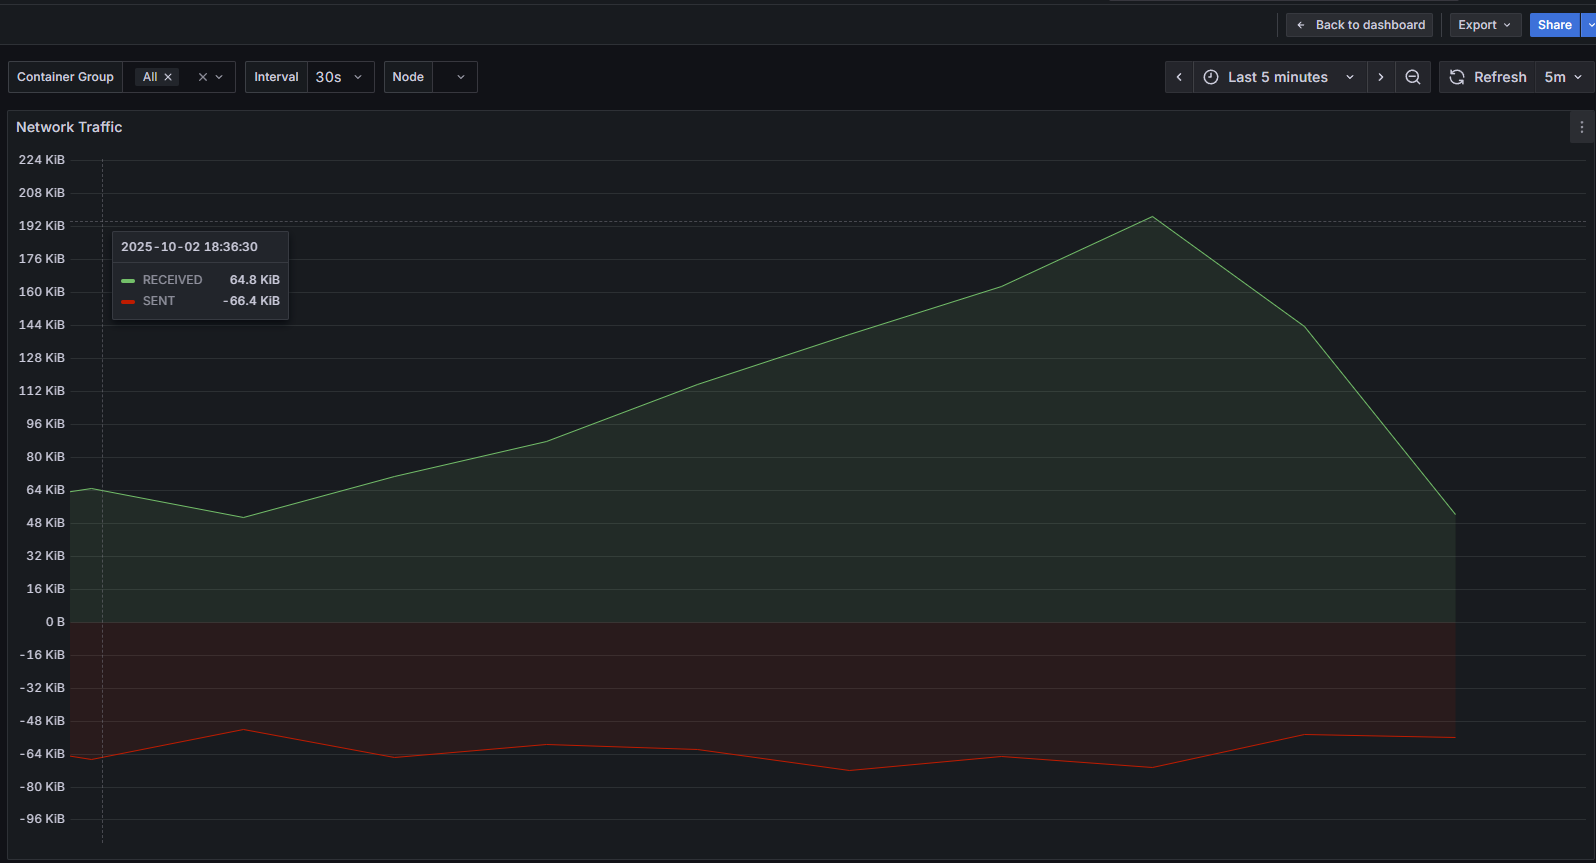 Back to dashboard
Export
Share
Container Group
All
Interval
30s
Node
Last 5 minutes
Refresh
5m
Network Traffic
224 KiB
208 KiB
192 KiB
176 KiB
160 KiB
144 KiB
128 KiB
112 KiB
96 KiB
80 KiB
64 KiB
48 KiB
32 KiB
16 KiB
0 B
-16 KiB
-32 KiB
-48 KiB
-64 KiB
-80 KiB
-96 KiB
2025-10-02 18:36:30
RECEIVED 64.8 KiB
SENT -66.4 KiB